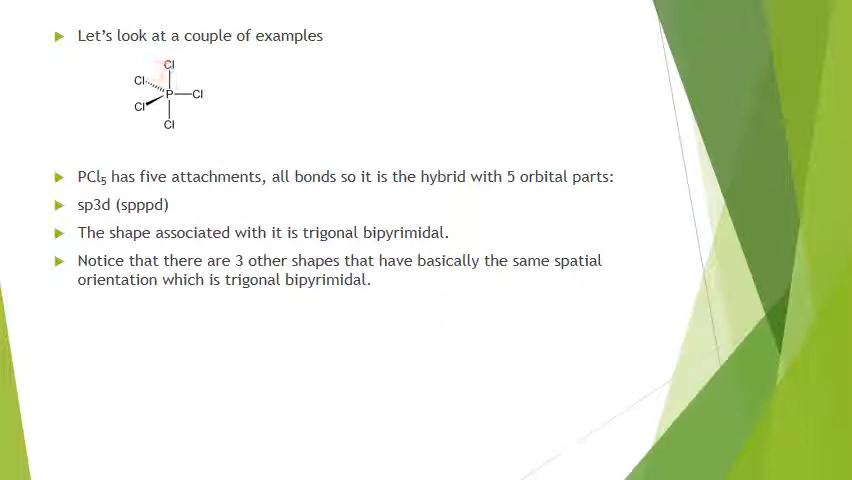 Let's look at a couple of examples
Cl
Cl
P Cl
Cl
Cl
PCl₅ has five attachments, all bonds so it is the hybrid with 5 orbital parts:
sp3d (spppd)
The shape associated with it is trigonal bipyrimidal.
Notice that there are 3 other shapes that have basically the same spatial
orientation which is trigonal bipyrimidal.